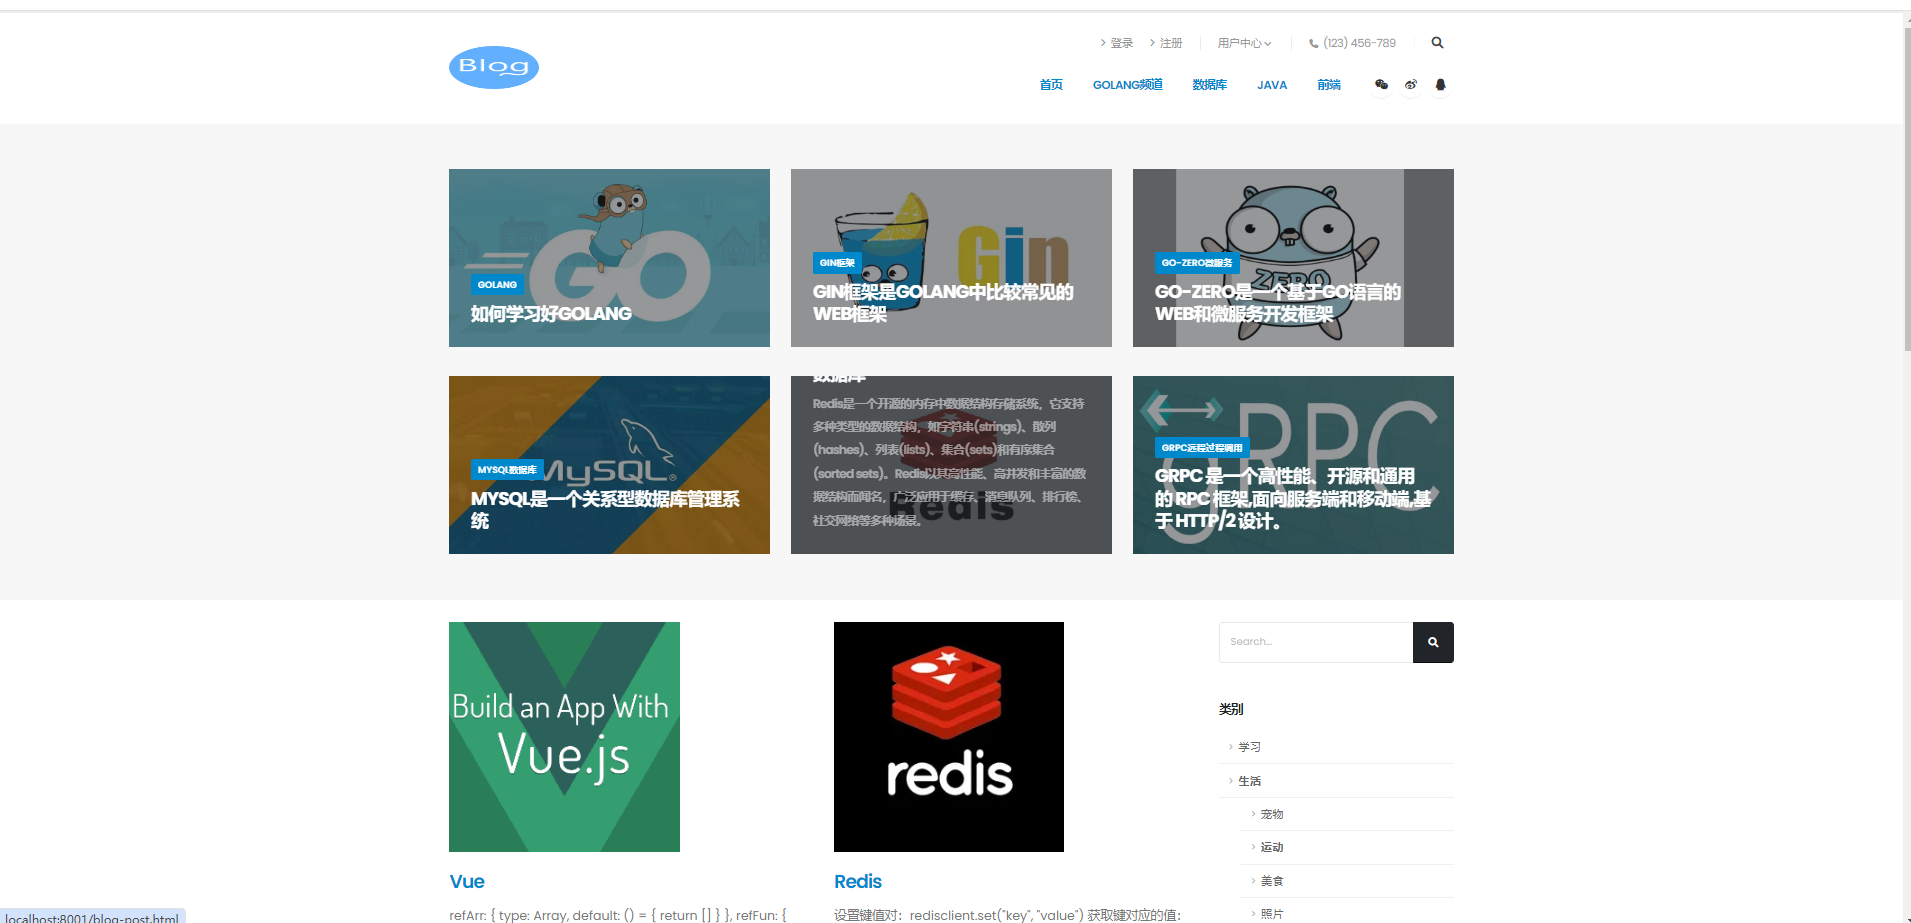 Blog
登录
注册
用户中心
(123) 456-789
首页
GOLANG频道
数据库
JAVA
前端
GO
GOLANG
如何学习好GOLANG
Gin
GIN框架
GIN框架是GOLANG中比较常见的
WEB框架
ZERO
GO-ZERO微服务
GO-ZERO是一个基于GO语言的
WEB和微服务开发框架
MySQL®
MYSQL数据库
MYSQL是一个关系型数据库管理系
统
数据库
Redis是一个开源的内存中数据结构存储系统，它支持
多种类型的数据结构，如字符串(strings)、散列
(hashes)、列表(lists)、集合(sets)和有序集合
(sorted sets)。Redis以其高性能、高并发和丰富的数
据结构而闻名，广泛应用于缓存、消息队列、排行榜、
社交网络等多种场景。
Redis
gRPC
GRPC远程过程调用
GRPC 是一个高性能、开源和通用
的 RPC 框架,面向服务端和移动端,基
于 HTTP/2 设计。
Build an App With
Vue.js
redis
Search...
类别
学习
生活
宠物
运动
美食
照片
Vue
refArr: { type: Array, default: () = { return [] } }, refFun: {
Redis
设置键值对：redisclient.set("key", "value") 获取键对应的值：
localhost:8001/blog-post.html